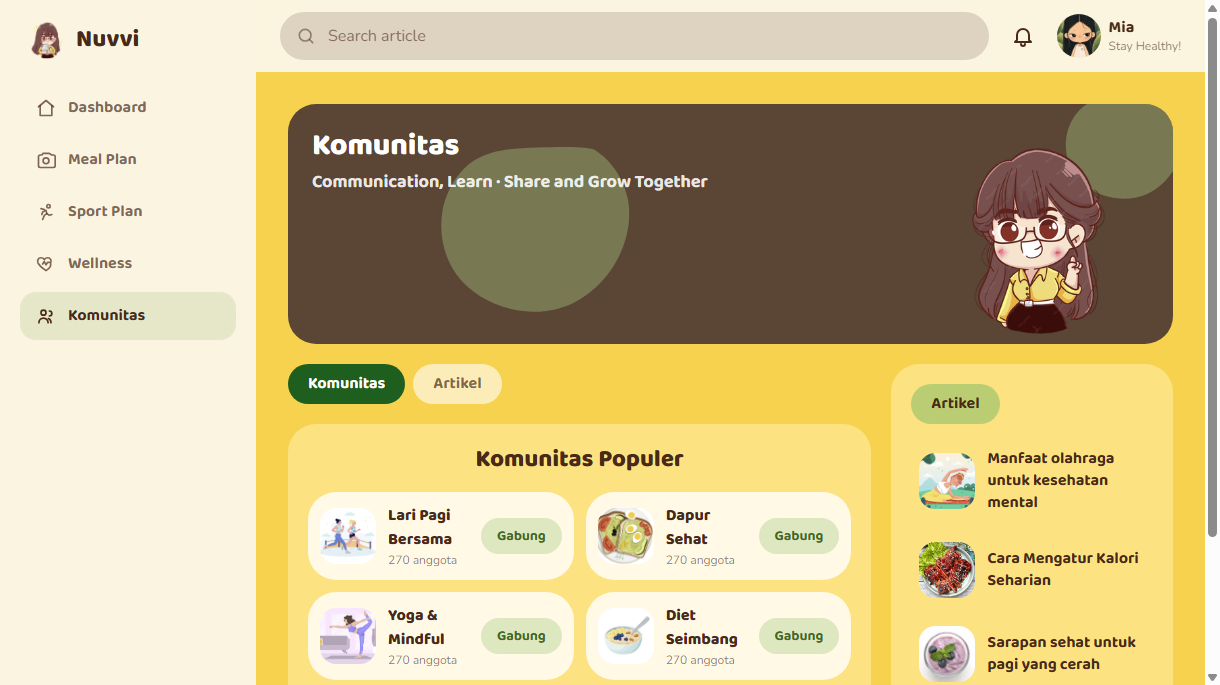 Nuvvi
Search article
Mia
Stay Healthy!
Dashboard
Meal Plan
Sport Plan
Wellness
Komunitas
Komunitas
Communication, Learn · Share and Grow Together
Komunitas
Artikel
Komunitas Populer
Lari Pagi
Bersama
270 anggota
Gabung
Dapur
Sehat
270 anggota
Gabung
Yoga &
Mindful
270 anggota
Gabung
Diet
Seimbang
270 anggota
Gabung
Artikel
Manfaat olahraga
untuk kesehatan
mental
Cara Mengatur Kalori
Seharian
Sarapan sehat untuk
pagi yang cerah